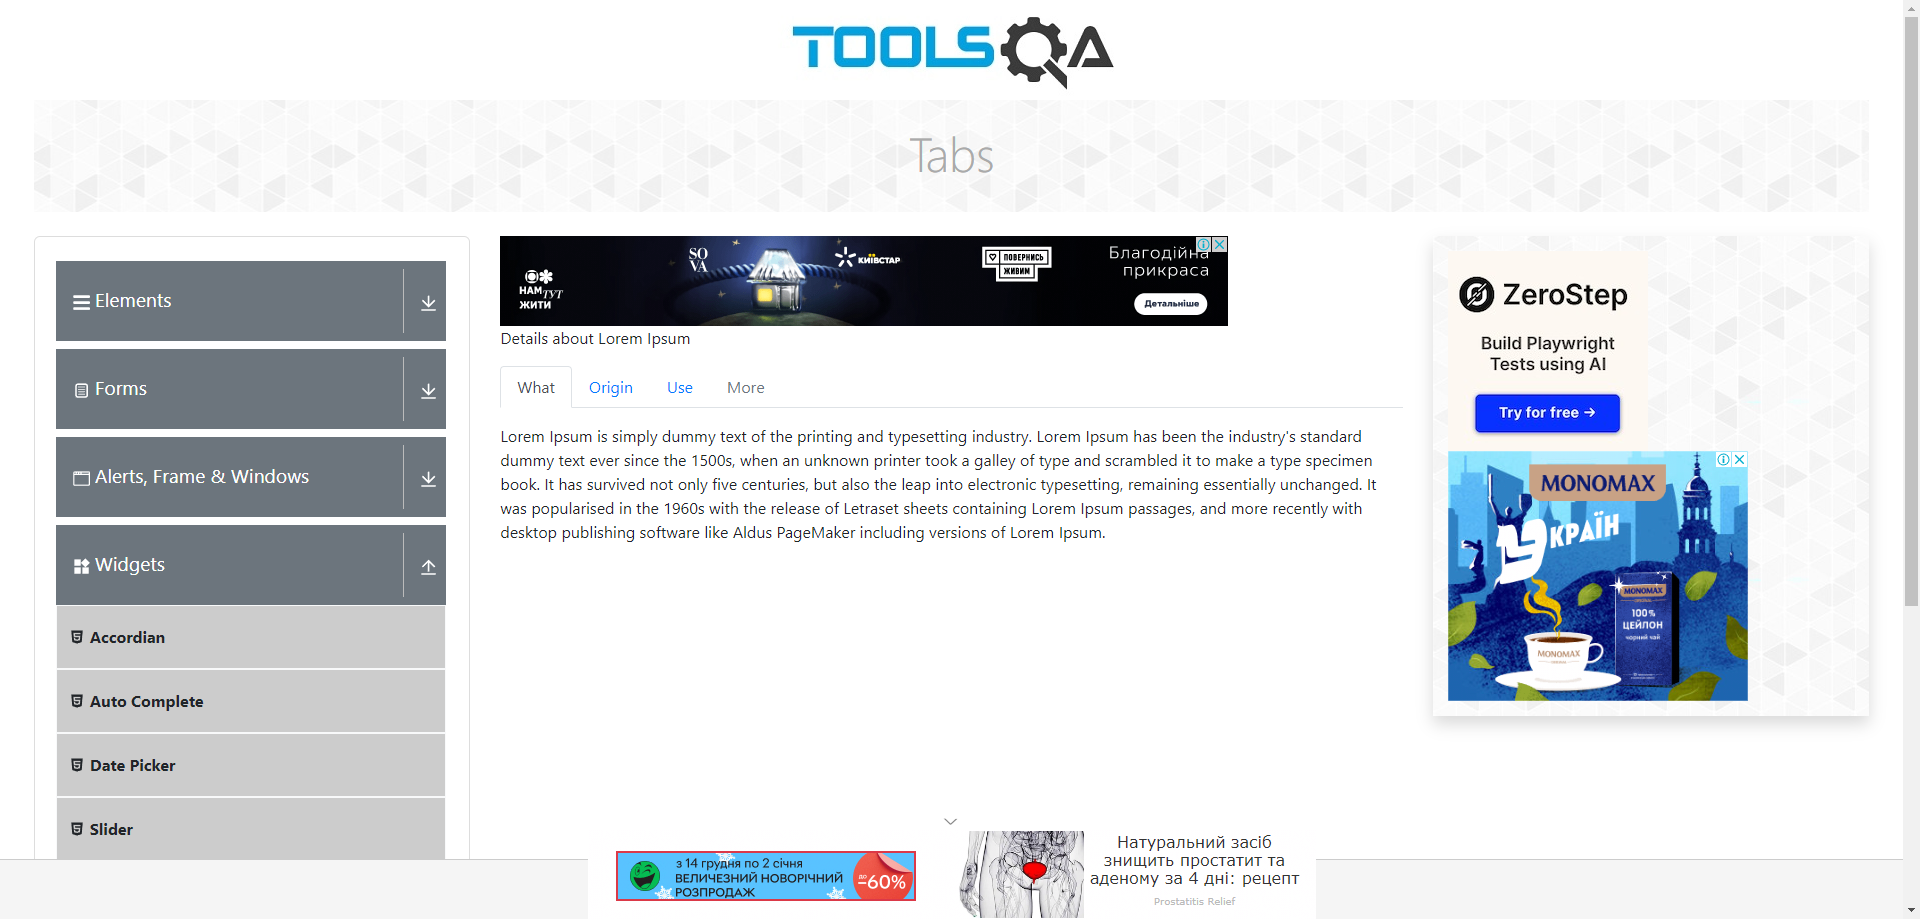 TOOLSQA
Tabs
Elements
Forms
Alerts, Frame & Windows
Widgets
Accordian
Auto Complete
Date Picker
Slider
НАМ
ТУТ
ЖИТИ
SO
VA
КИЇВСТАР
ПОВЕРНИСЬ
ЖИВИМ
Благодійна
прикраса
Детальніше
Details about Lorem Ipsum
What Origin Use More
Lorem Ipsum is simply dummy text of the printing and typesetting industry. Lorem Ipsum has been the industry's standard
dummy text ever since the 1500s, when an unknown printer took a galley of type and scrambled it to make a type specimen
book. It has survived not only five centuries, but also the leap into electronic typesetting, remaining essentially unchanged. It
was popularised in the 1960s with the release of Letraset sheets containing Lorem Ipsum passages, and more recently with
desktop publishing software like Aldus PageMaker including versions of Lorem Ipsum.
ZeroStep
Build Playwright
Tests using AI
Try for free →
MONOMAX
УКРАЇН
MONOMAX
100%
ЦЕЙЛОН
чорний чай
MONOMAX
з 14 грудня по 2 січня
ВЕЛИЧЕЗНИЙ НОВОРІЧНИЙ
РОЗПРОДАЖ
до
–60%
Натуральний засіб
знищить простатит та
аденому за 4 дні: рецепт
Prostatitis Relief